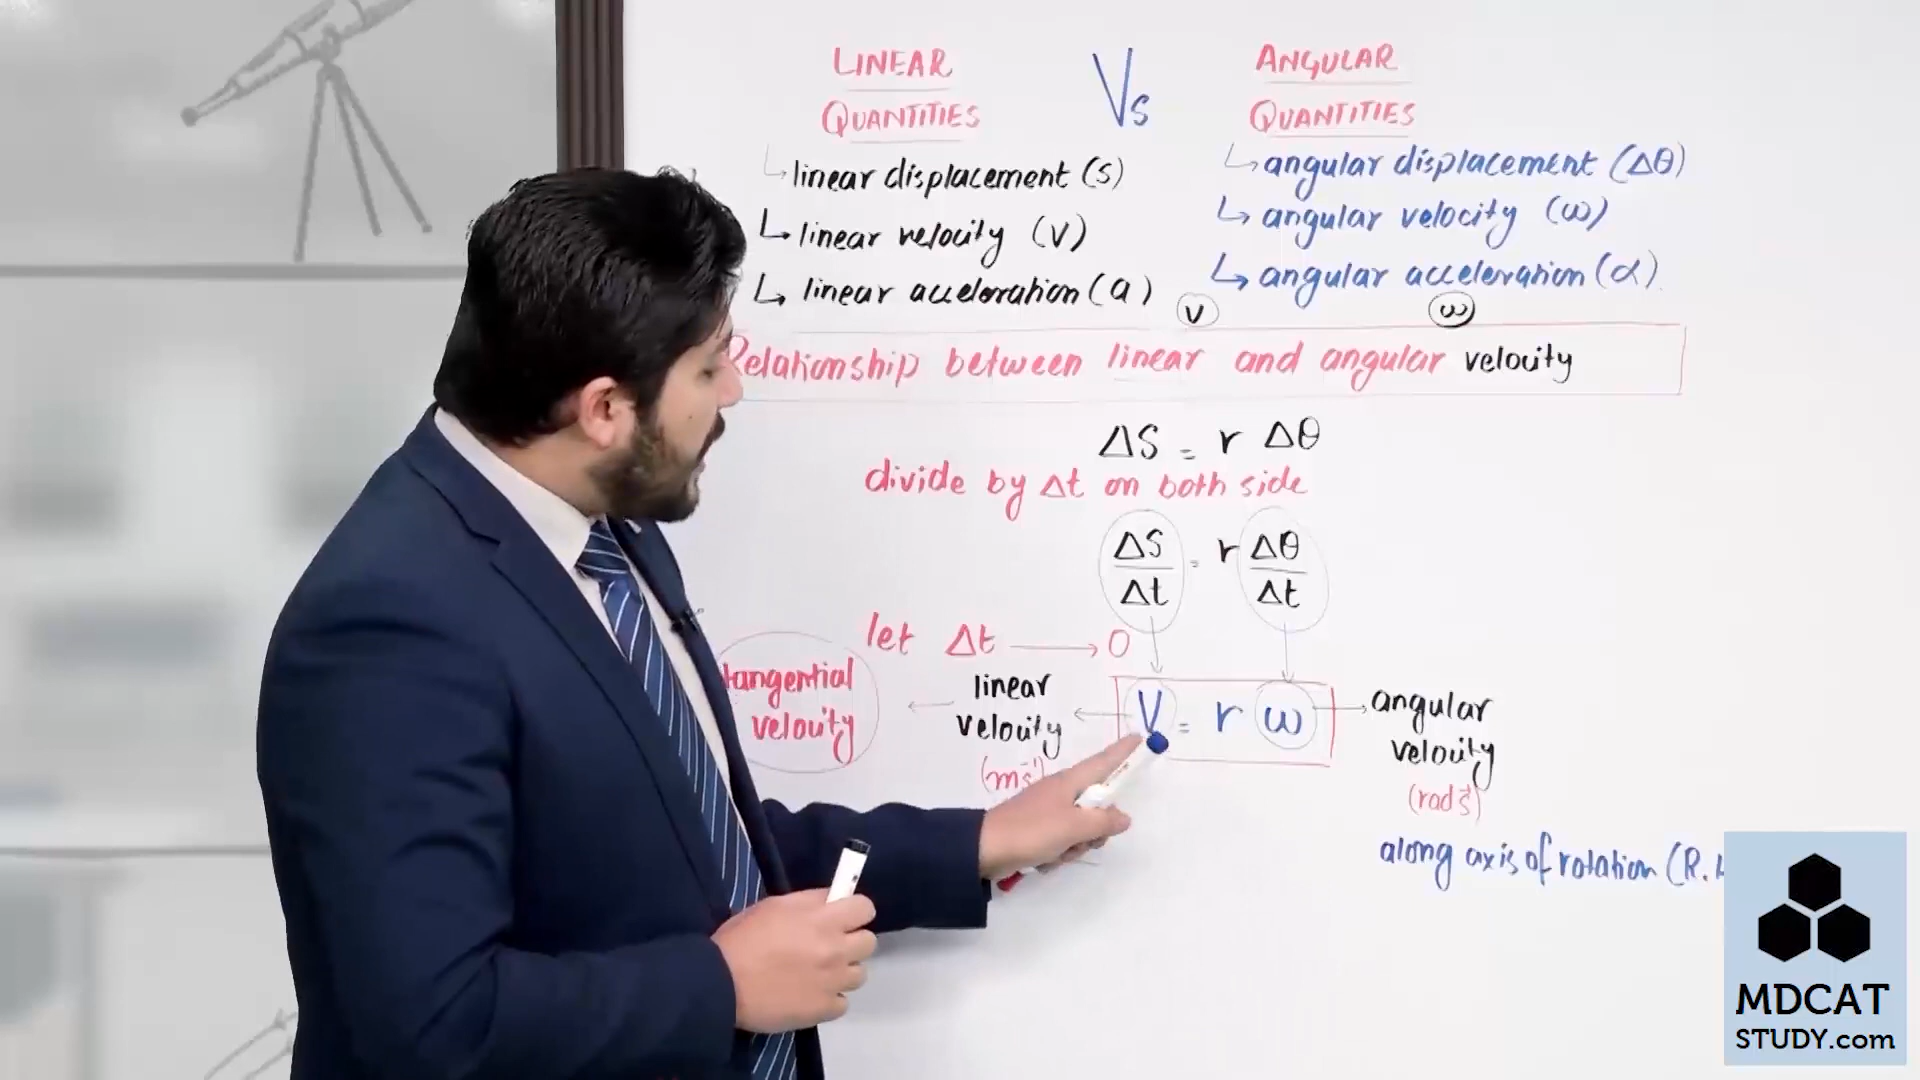 LINEAR
QUANTITIES
Vs
ANGULAR
QUANTITIES
linear displacement (s)
linear velocity (v)
linear acceleration (a)
angular displacement (Δθ)
angular velocity (ω)
angular acceleration (α)
v
ω
Relationship between linear and angular velocity
ΔS = r Δθ
divide by Δt on both side
ΔS/Δt = r Δθ/Δt
let Δt → 0
V = r ω
tangential
velocity
linear
velocity
(ms⁻¹)
angular
velocity
(rad s⁻¹)
along axis of rotation (R.
MDCAT
STUDY.com